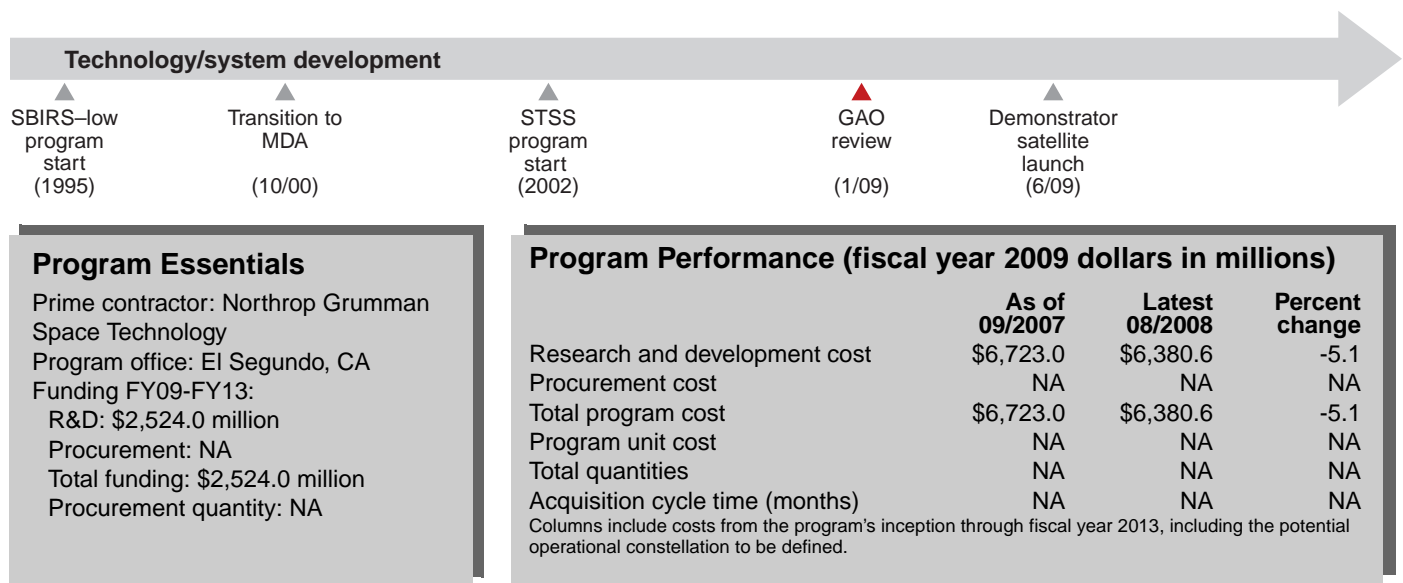 Technology/system development
SBIRS–low
program
start
(1995)
Transition to
MDA
(10/00)
STSS
program
start
(2002)
GAO
review
(1/09)
Demonstrator
satellite
launch
(6/09)
Program Essentials
Prime contractor: Northrop Grumman
Space Technology
Program office: El Segundo, CA
Funding FY09-FY13:
R&D: $2,524.0 million
Procurement: NA
Total funding: $2,524.0 million
Procurement quantity: NA
Program Performance (fiscal year 2009 dollars in millions)
As of Latest Percent
09/2007 08/2008 change
Research and development cost $6,723.0 $6,380.6 -5.1
Procurement cost NA NA NA
Total program cost $6,723.0 $6,380.6 -5.1
Program unit cost NA NA NA
Total quantities NA NA NA
Acquisition cycle time (months) NA NA NA
Columns include costs from the program's inception through fiscal year 2013, including the potential
operational constellation to be defined.